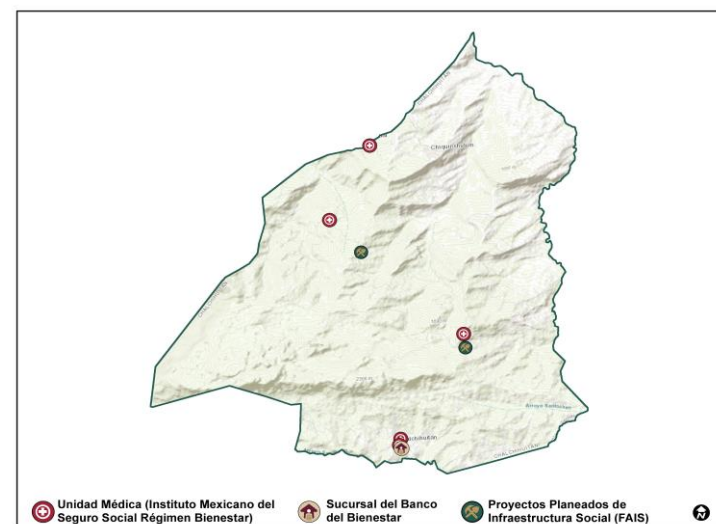 Unidad Médica (Instituto Mexicano del
Seguro Social Régimen Bienestar)
Sucursal del Banco
del Bienestar
Proyectos Planeados de
Infraestructura Social (FAIS)